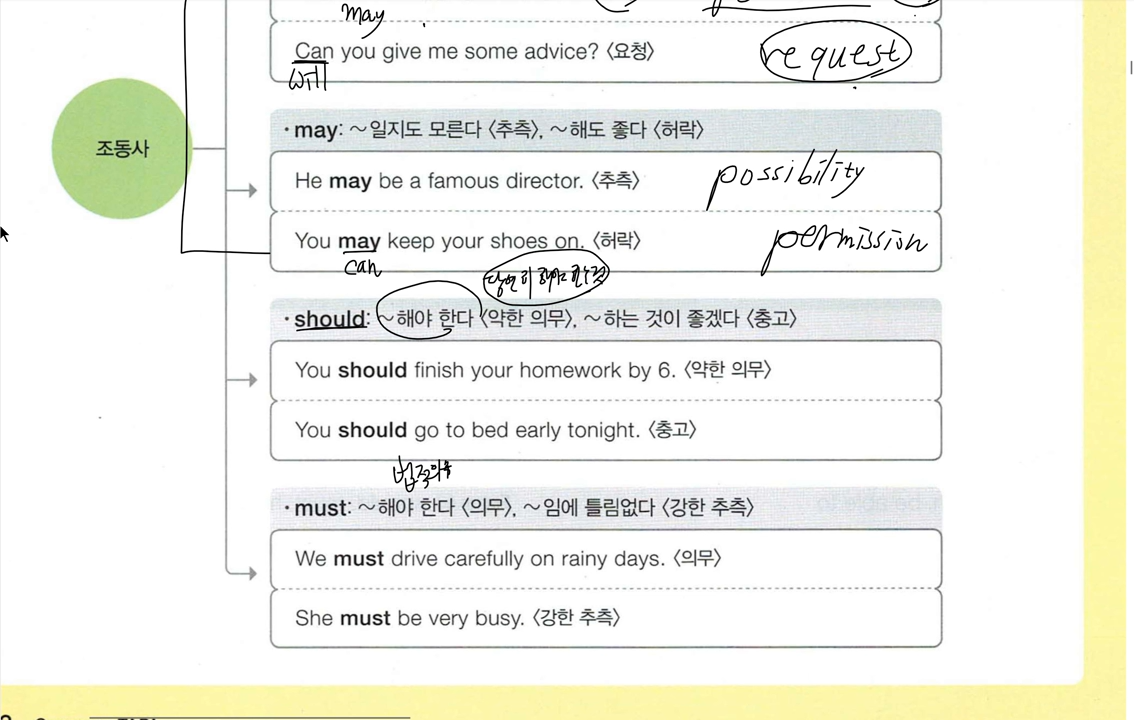 may
Can you give me some advice? 〈요청〉 request
will
조동사
· may: ~일지도 모른다 〈추측〉, ~해도 좋다 〈허락〉
He may be a famous director. 〈추측〉 possibility
You may keep your shoes on. 〈허락〉 permission
can
· should: ~해야 한다 〈약한 의무〉, ~하는 것이 좋겠다 〈충고〉
You should finish your homework by 6. 〈약한 의무〉
You should go to bed early tonight. 〈충고〉
· must: ~해야 한다 〈의무〉, ~임에 틀림없다 〈강한 추측〉
We must drive carefully on rainy days. 〈의무〉
She must be very busy. 〈강한 추측〉